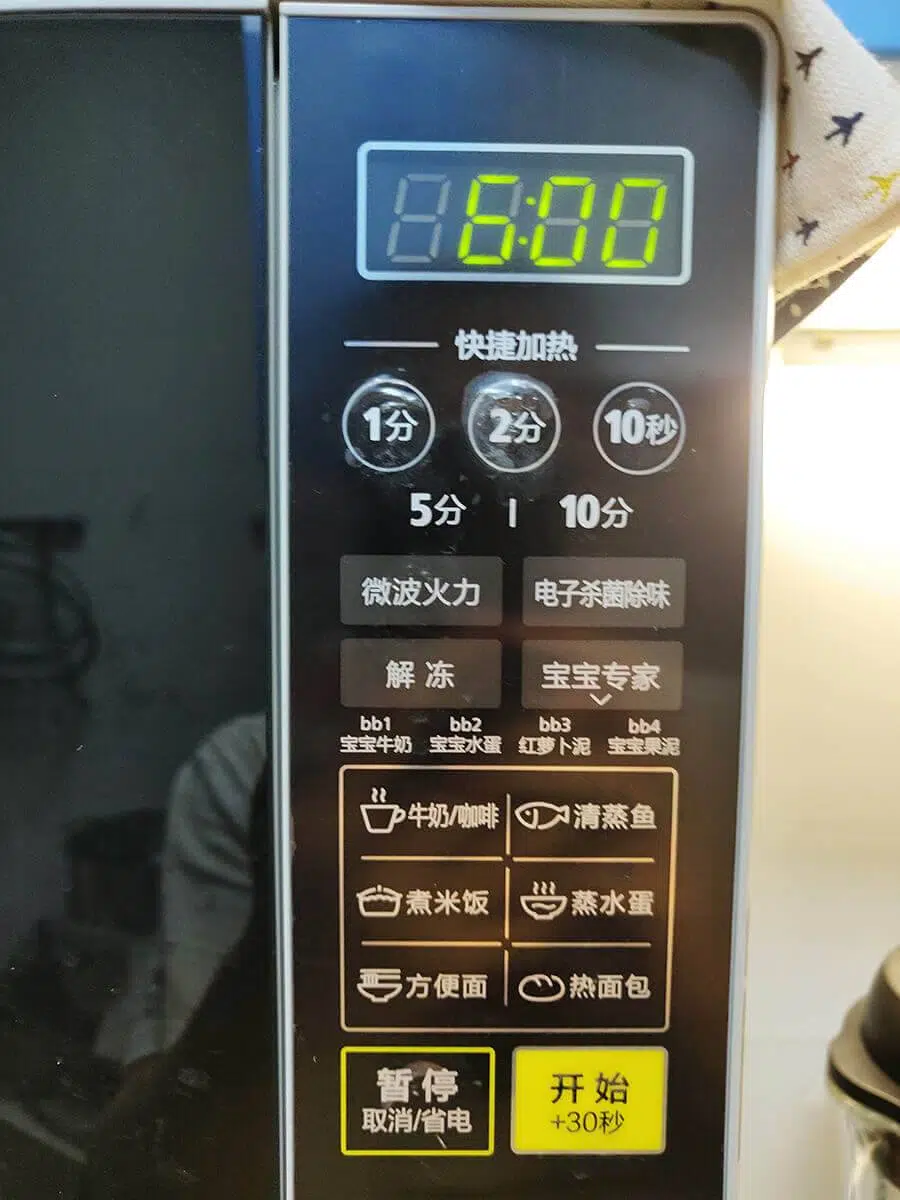 6:00
快捷加热
1分 2分 10秒
5分 | 10分
微波火力 电子杀菌除味
解冻 宝宝专家
bb1 bb2 bb3 bb4
宝宝牛奶 宝宝水蛋 红萝卜泥 宝宝果泥
牛奶/咖啡 清蒸鱼
煮米饭 蒸水蛋
方便面 热面包
暂停 开始
取消/省电 +30秒